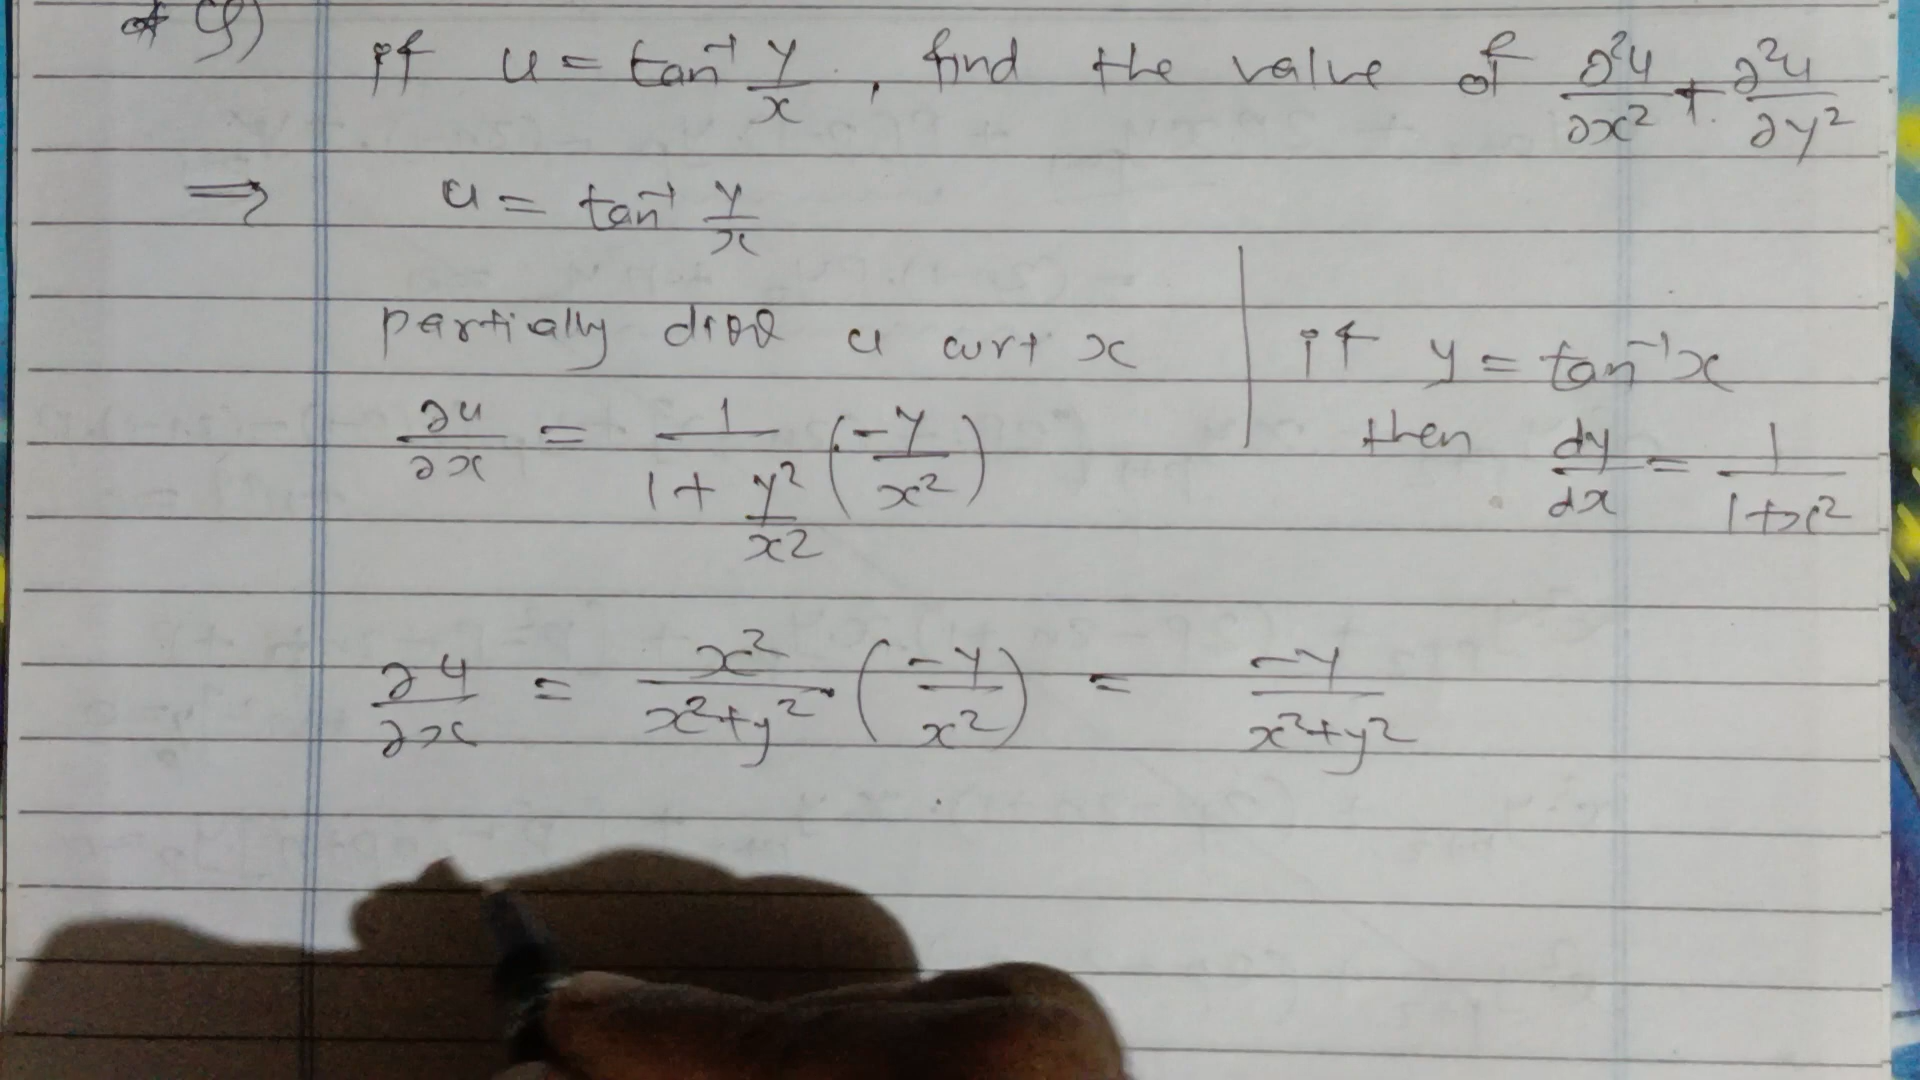 Q) if u = tan⁻¹ y/x, find the value of ∂²u/∂x² + ∂²u/∂y²
⇒ u = tan⁻¹ y/x
partially diff u wrt x
if y = tan⁻¹x
∂u/∂x = 1/(1 + y²/x²) (-y/x²)
then dy/dx = 1/(1+x²)
∂u/∂x = x²/(x²+y²) (-y/x²) = -y/(x²+y²)